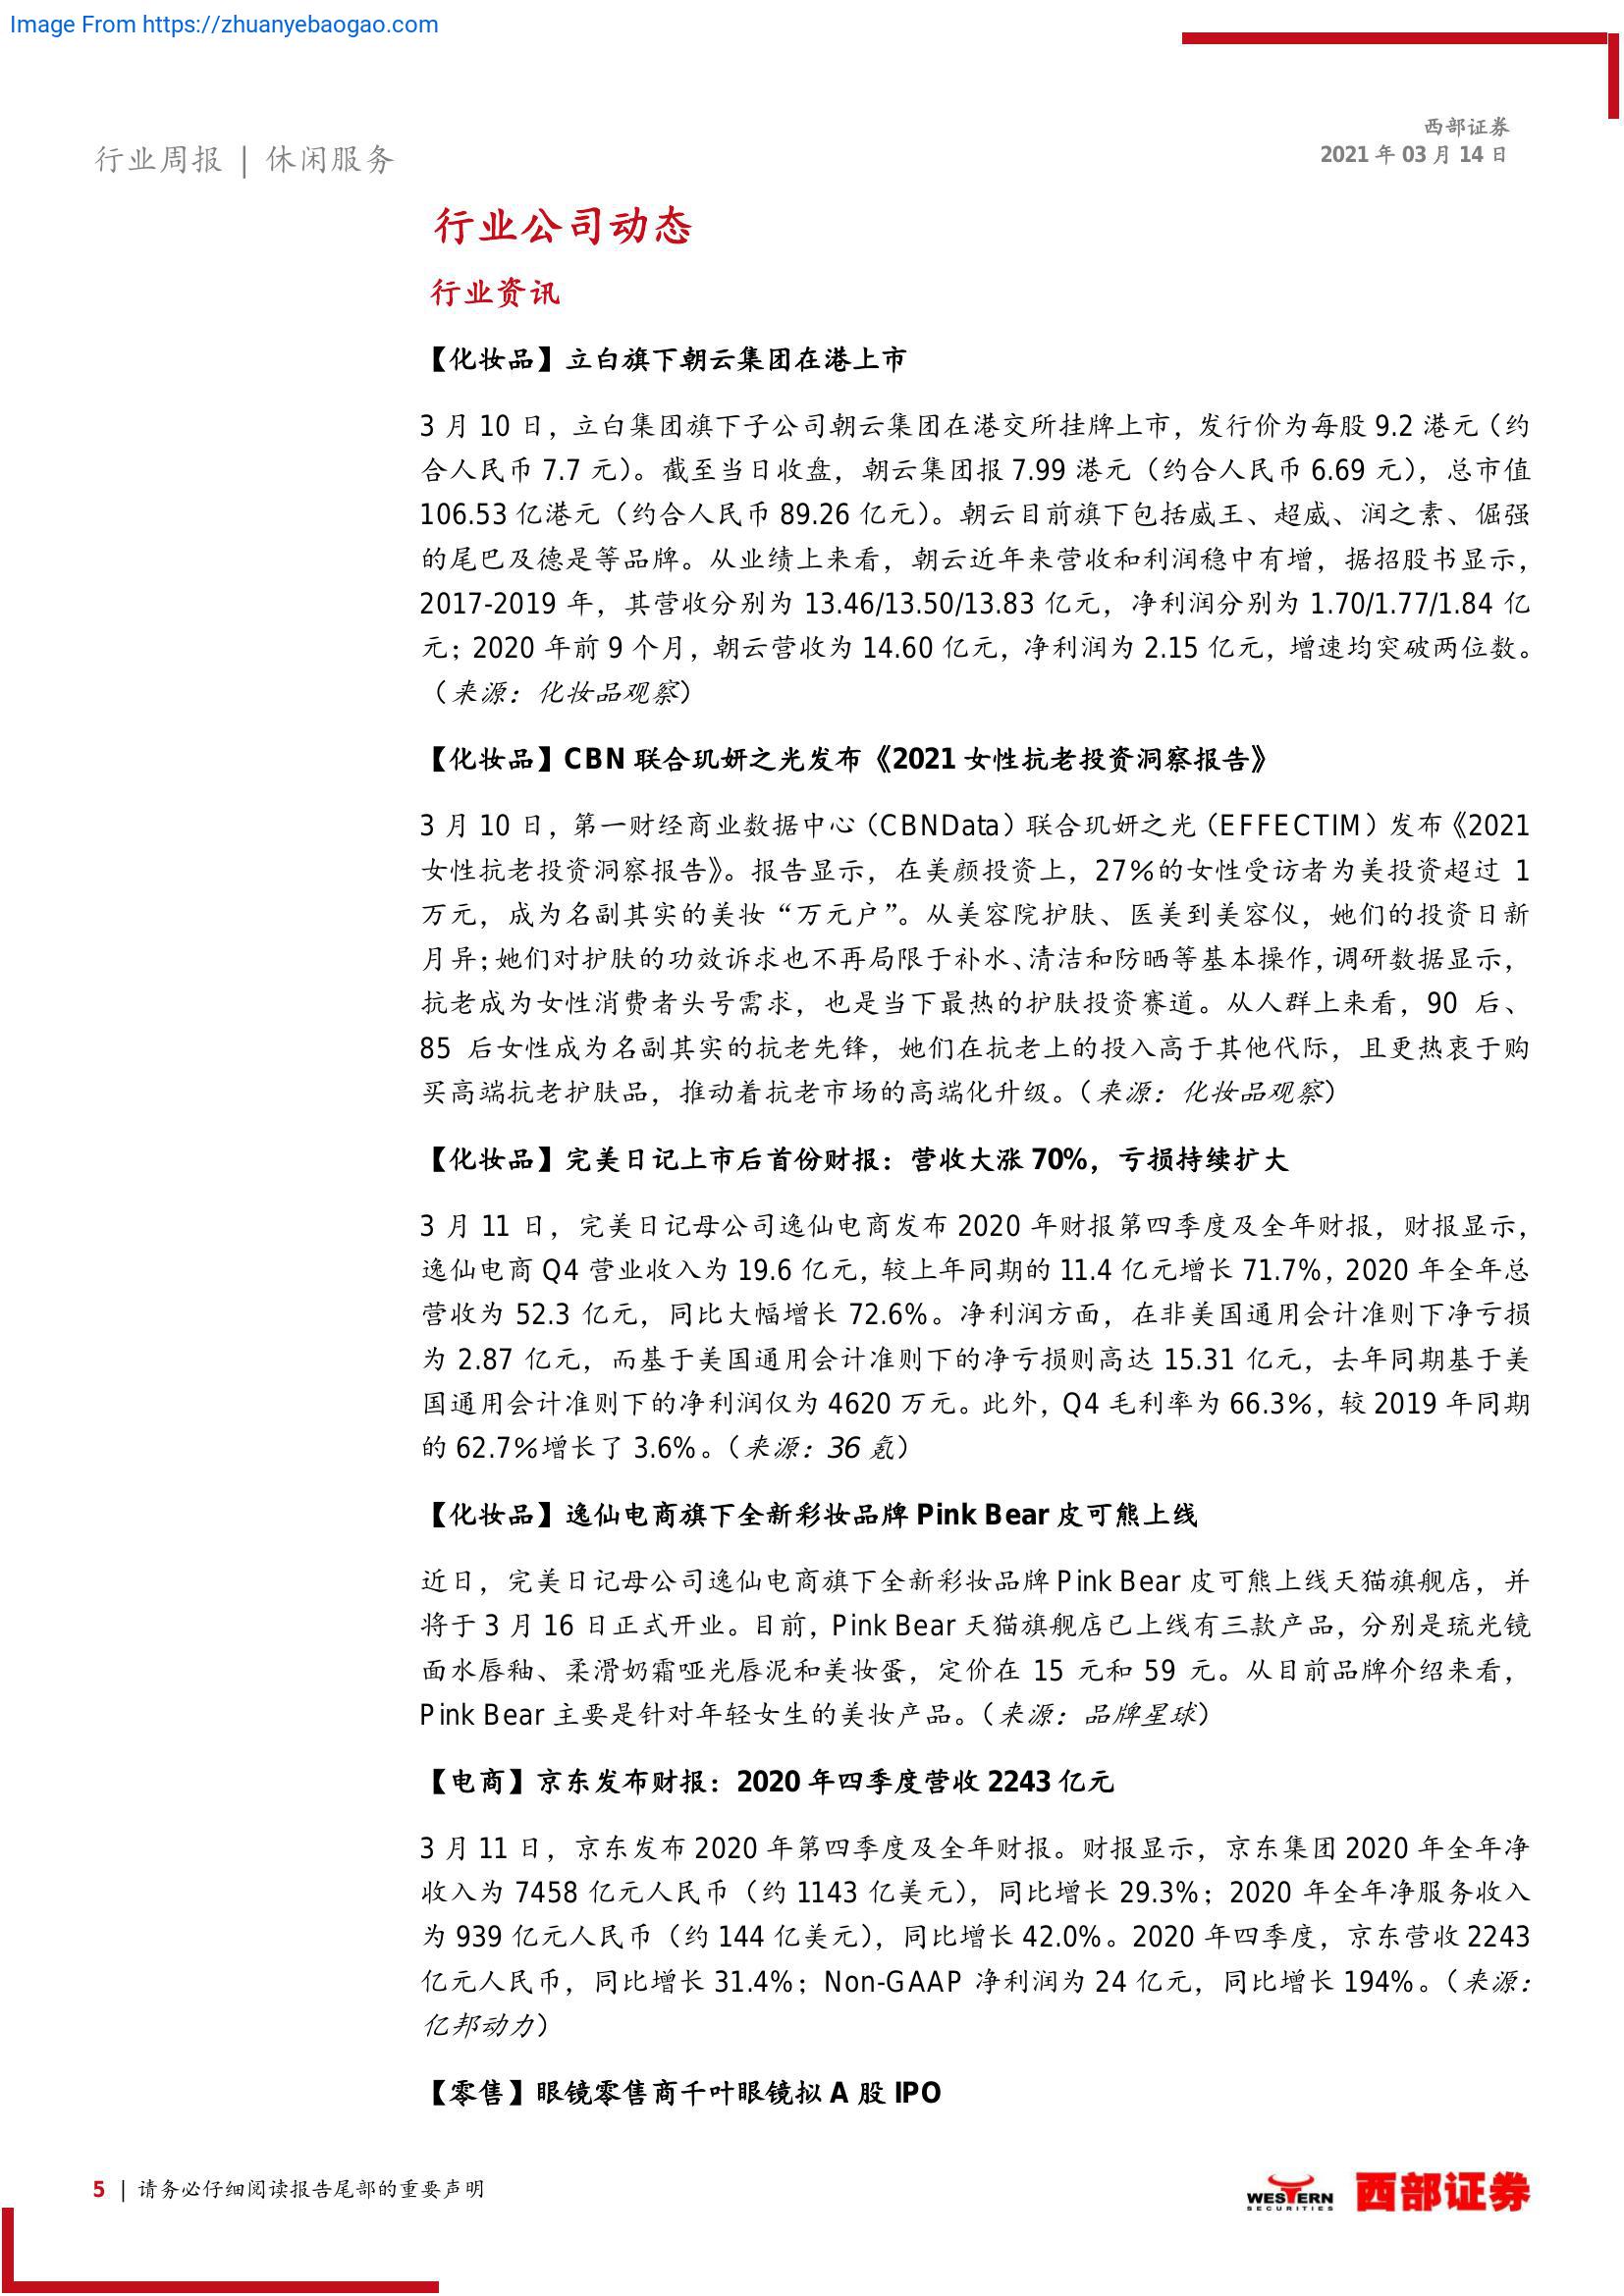 Image From https://zhuanyebaogao.com
西部证券
2021 年 03 月 14 日
行业周报 | 休闲服务
行业公司动态
行业资讯
【化妆品】立白旗下朝云集团在港上市
3 月 10 日，立白集团旗下子公司朝云集团在港交所挂牌上市，发行价为每股 9.2 港元（约
合人民币 7.7 元）。截至当日收盘，朝云集团报 7.99 港元（约合人民币 6.69 元），总市值
106.53 亿港元（约合人民币 89.26 亿元）。朝云目前旗下包括威王、超威、润之素、倔强
的尾巴及德是等品牌。从业绩上来看，朝云近年来营收和利润稳中有增，据招股书显示，
2017-2019 年，其营收分别为 13.46/13.50/13.83 亿元，净利润分别为 1.70/1.77/1.84 亿
元；2020 年前 9 个月，朝云营收为 14.60 亿元，净利润为 2.15 亿元，增速均突破两位数。
（来源：化妆品观察）
【化妆品】CBN 联合玑妍之光发布《2021 女性抗老投资洞察报告》
3 月 10 日，第一财经商业数据中心（CBNData）联合玑妍之光（EFFECTIM）发布《2021
女性抗老投资洞察报告》。报告显示，在美颜投资上，27%的女性受访者为美投资超过 1
万元，成为名副其实的美妆“万元户”。从美容院护肤、医美到美容仪，她们的投资日新
月异；她们对护肤的功效诉求也不再局限于补水、清洁和防晒等基本操作，调研数据显示，
抗老成为女性消费者头号需求，也是当下最热的护肤投资赛道。从人群上来看，90 后、
85 后女性成为名副其实的抗老先锋，她们在抗老上的投入高于其他代际，且更热衷于购
买高端抗老护肤品，推动着抗老市场的高端化升级。（来源：化妆品观察）
【化妆品】完美日记上市后首份财报：营收大涨 70%，亏损持续扩大
3 月 11 日，完美日记母公司逸仙电商发布 2020 年财报第四季度及全年财报，财报显示，
逸仙电商 Q4 营业收入为 19.6 亿元，较上年同期的 11.4 亿元增长 71.7%，2020 年全年总
营收为 52.3 亿元，同比大幅增长 72.6%。净利润方面，在非美国通用会计准则下净亏损
为 2.87 亿元，而基于美国通用会计准则下的净亏损则高达 15.31 亿元，去年同期基于美
国通用会计准则下的净利润仅为 4620 万元。此外，Q4 毛利率为 66.3%，较 2019 年同期
的 62.7%增长了 3.6%。（来源：36 氪）
【化妆品】逸仙电商旗下全新彩妆品牌 Pink Bear 皮可熊上线
近日，完美日记母公司逸仙电商旗下全新彩妆品牌 Pink Bear 皮可熊上线天猫旗舰店，并
将于 3 月 16 日正式开业。目前，Pink Bear 天猫旗舰店已上线有三款产品，分别是琉光镜
面水唇釉、柔滑奶霜哑光唇泥和美妆蛋，定价在 15 元和 59 元。从目前品牌介绍来看，
Pink Bear 主要是针对年轻女生的美妆产品。（来源：品牌星球）
【电商】京东发布财报：2020 年四季度营收 2243 亿元
3 月 11 日，京东发布 2020 年第四季度及全年财报。财报显示，京东集团 2020 年全年净
收入为 7458 亿元人民币（约 1143 亿美元），同比增长 29.3%；2020 年全年净服务收入
为 939 亿元人民币（约 144 亿美元），同比增长 42.0%。2020 年四季度，京东营收 2243
亿元人民币，同比增长 31.4%；Non-GAAP 净利润为 24 亿元，同比增长 194%。（来源：
亿邦动力）
【零售】眼镜零售商千叶眼镜拟 A 股 IPO
5 | 请务必仔细阅读报告尾部的重要声明
WESTERN
SECURITIES
西部证券